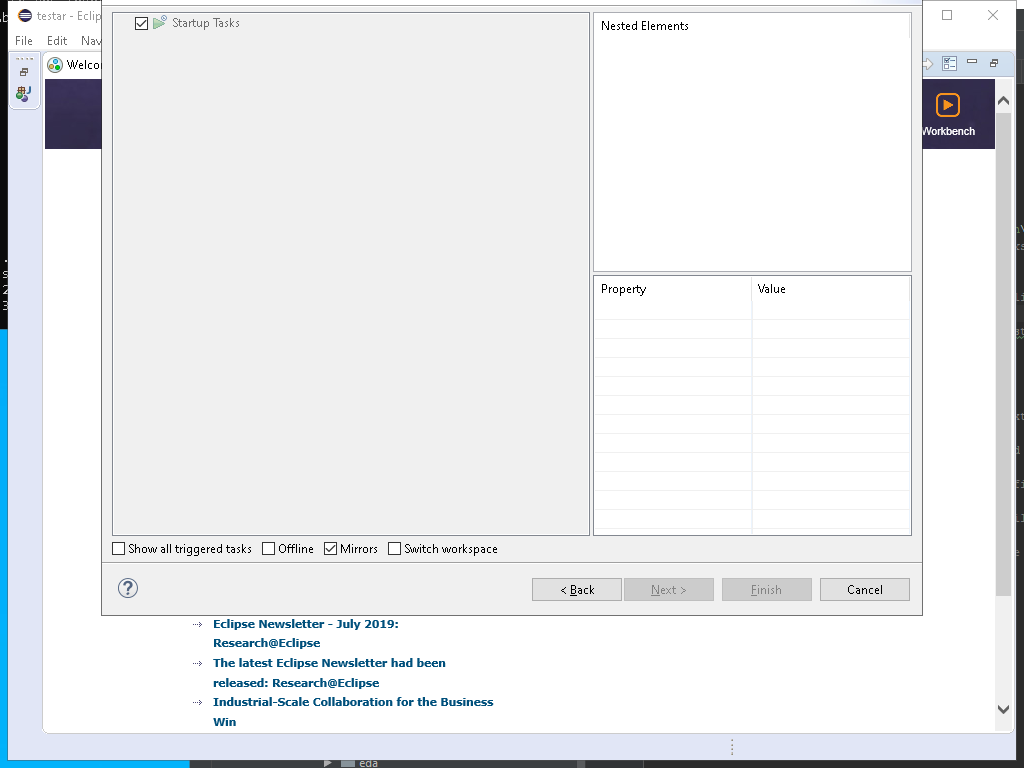 testar - Eclip
File Edit Nav
Welco
Startup Tasks
Nested Elements
Workbench
Property Value
Show all triggered tasks Offline Mirrors Switch workspace
?
< Back Next > Finish Cancel
Eclipse Newsletter - July 2019:
Research@Eclipse
The latest Eclipse Newsletter had been
released: Research@Eclipse
Industrial-Scale Collaboration for the Business
Win
eda